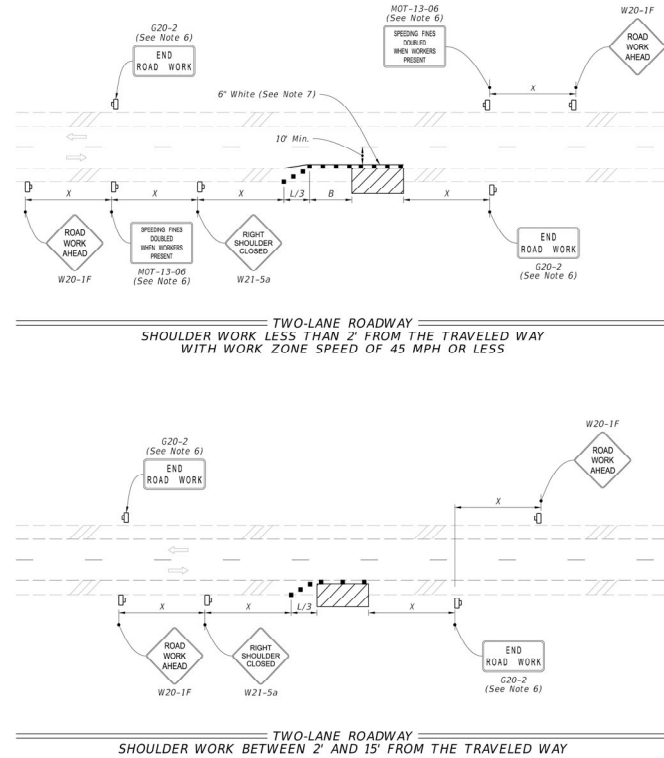 MOT-13-06
(See Note 6)
W20-1F
G20-2
(See Note 6)
SPEEDING FINES
DOUBLED
WHEN WORKERS
PRESENT
ROAD
WORK
AHEAD
END
ROAD WORK
6" White (See Note 7)
X
10' Min.
X
X
X
L/3
B
X
ROAD
WORK
AHEAD
SPEEDING FINES
DOUBLED
WHEN WORKERS
PRESENT
RIGHT
SHOULDER
CLOSED
END
ROAD WORK
W20-1F
MOT-13-06
(See Note 6)
W21-5a
G20-2
(See Note 6)
TWO-LANE ROADWAY
SHOULDER WORK LESS THAN 2' FROM THE TRAVELED WAY
WITH WORK ZONE SPEED OF 45 MPH OR LESS
W20-1F
G20-2
(See Note 6)
ROAD
WORK
AHEAD
END
ROAD WORK
X
X
X
L/3
X
ROAD
WORK
AHEAD
RIGHT
SHOULDER
CLOSED
END
ROAD WORK
W20-1F
W21-5a
G20-2
(See Note 6)
TWO-LANE ROADWAY
SHOULDER WORK BETWEEN 2' AND 15' FROM THE TRAVELED WAY